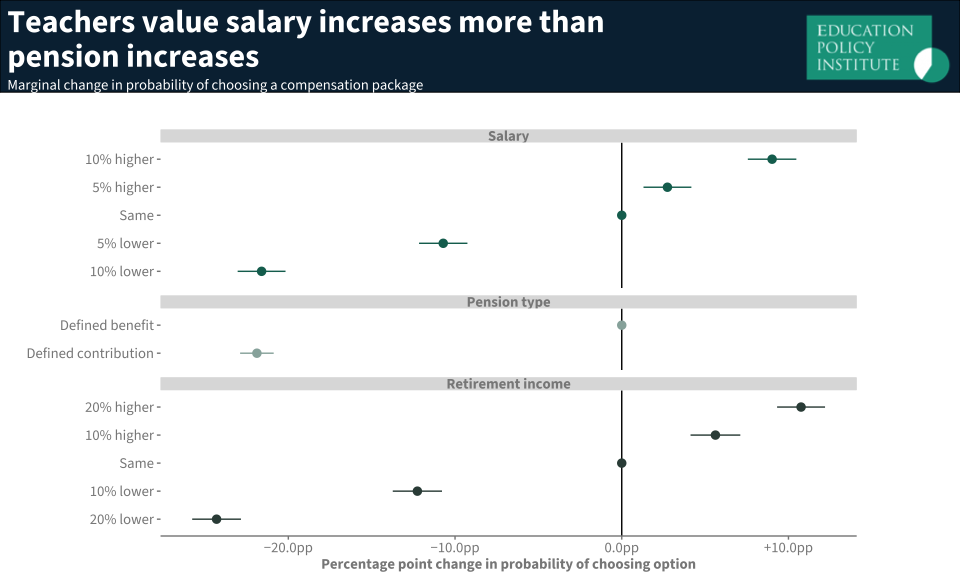 Teachers value salary increases more than
pension increases
Marginal change in probability of choosing a compensation package
EDUCATION
POLICY
INSTITUTE
Salary
10% higher
5% higher
Same
5% lower
10% lower
Pension type
Defined benefit
Defined contribution
Retirement income
20% higher
10% higher
Same
10% lower
20% lower
−20.0pp
−10.0pp
0.0pp
+10.0pp
Percentage point change in probability of choosing option